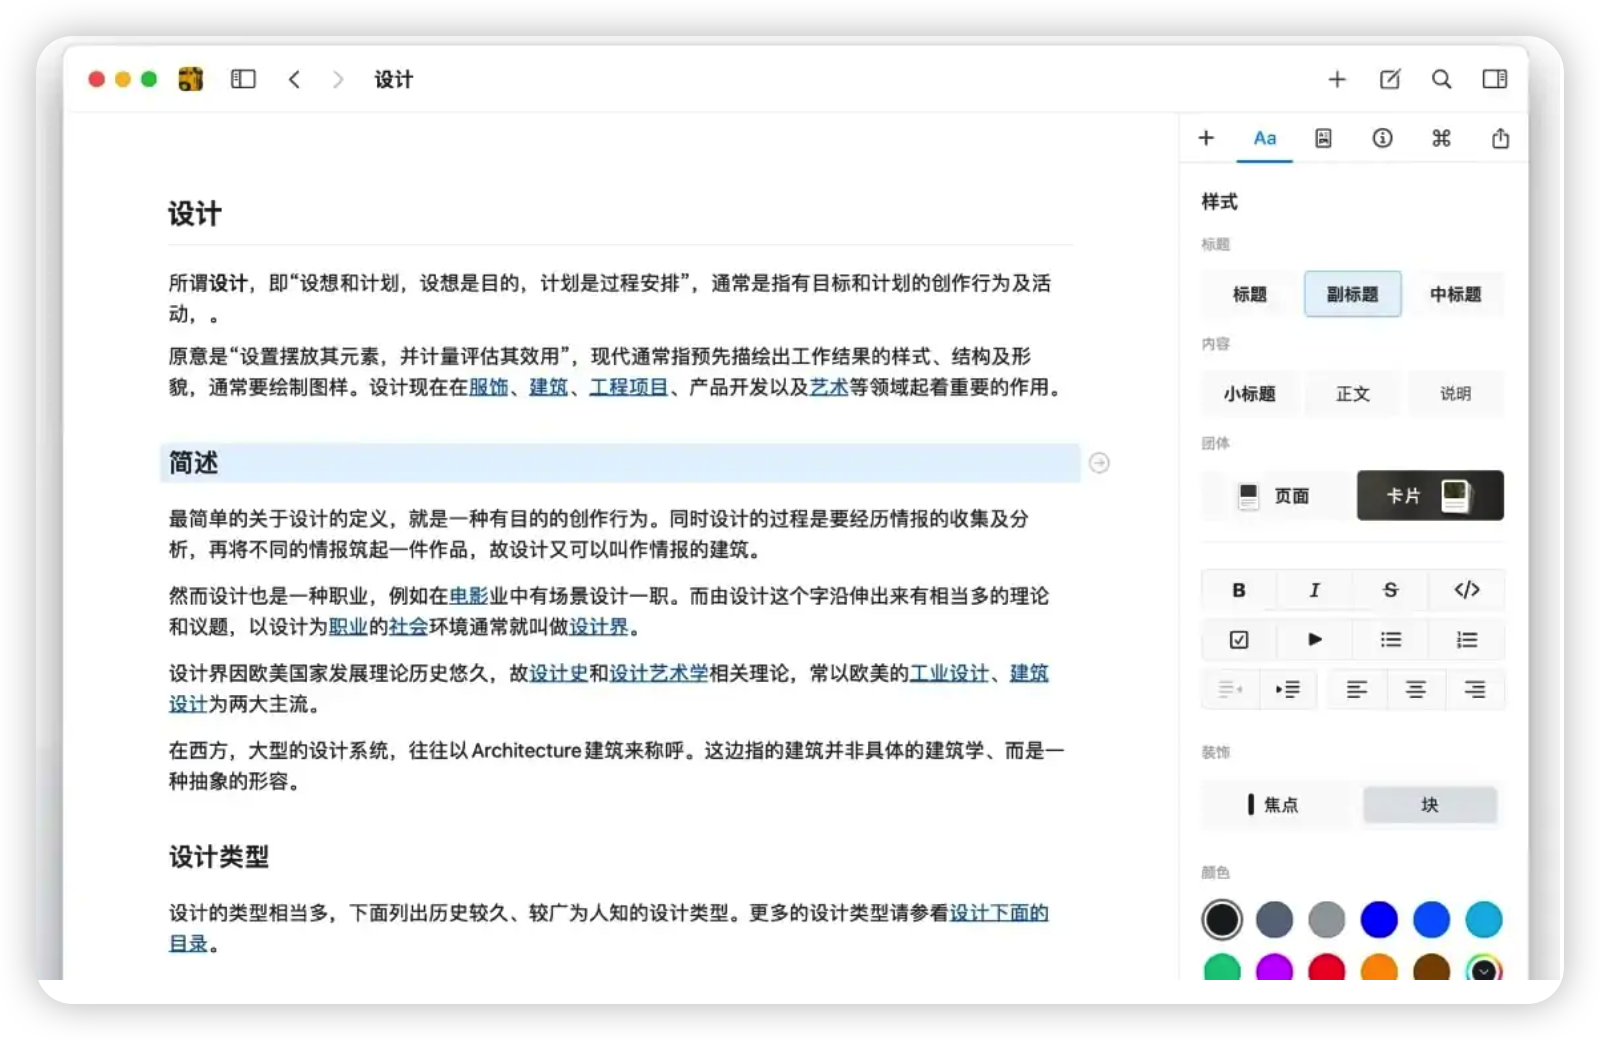 设计
Aa
设计
样式
标题
标题 副标题 中标题
所谓设计，即“设想和计划，设想是目的，计划是过程安排”，通常是指有目标和计划的创作行为及活
动，。
原意是“设置摆放其元素，并计量评估其效用”，现代通常指预先描绘出工作结果的样式、结构及形
貌，通常要绘制图样。设计现在在服饰、建筑、工程项目、产品开发以及艺术等领域起着重要的作用。
内容
小标题 正文 说明
团体
页面 卡片
简述
最简单的关于设计的定义，就是一种有目的的创作行为。同时设计的过程是要经历情报的收集及分
析，再将不同的情报筑起一件作品，故设计又可以叫作情报的建筑。
然而设计也是一种职业，例如在电影业中有场景设计一职。而由设计这个字沿伸出来有相当多的理论
和议题，以设计为职业的社会环境通常就叫做设计界。
设计界因欧美国家发展理论历史悠久，故设计史和设计艺术学相关理论，常以欧美的工业设计、建筑
设计为两大主流。
在西方，大型的设计系统，往往以Architecture建筑来称呼。这边指的建筑并非具体的建筑学、而是一
种抽象的形容。
B I S </>
装饰
焦点 块
设计类型
设计的类型相当多，下面列出历史较久、较广为人知的设计类型。更多的设计类型请参看设计下面的
目录。
颜色